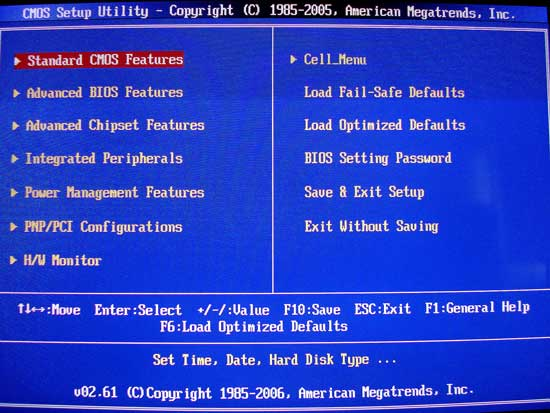 CMOS Setup Utility - Copyright (C) 1985-2005, American Megatrends, Inc.
Standard CMOS Features
Advanced BIOS Features
Advanced Chipset Features
Integrated Peripherals
Power Management Features
PNP/PCI Configurations
H/W Monitor
Cell_Menu
Load Fail-Safe Defaults
Load Optimized Defaults
BIOS Setting Password
Save & Exit Setup
Exit Without Saving
↑↓←→:Move Enter:Select +/-/:Value F10:Save ESC:Exit F1:General Help
F6:Load Optimized Defaults
Set Time, Date, Hard Disk Type ...
v02.61 (C)Copyright 1985-2006, American Megatrends, Inc.